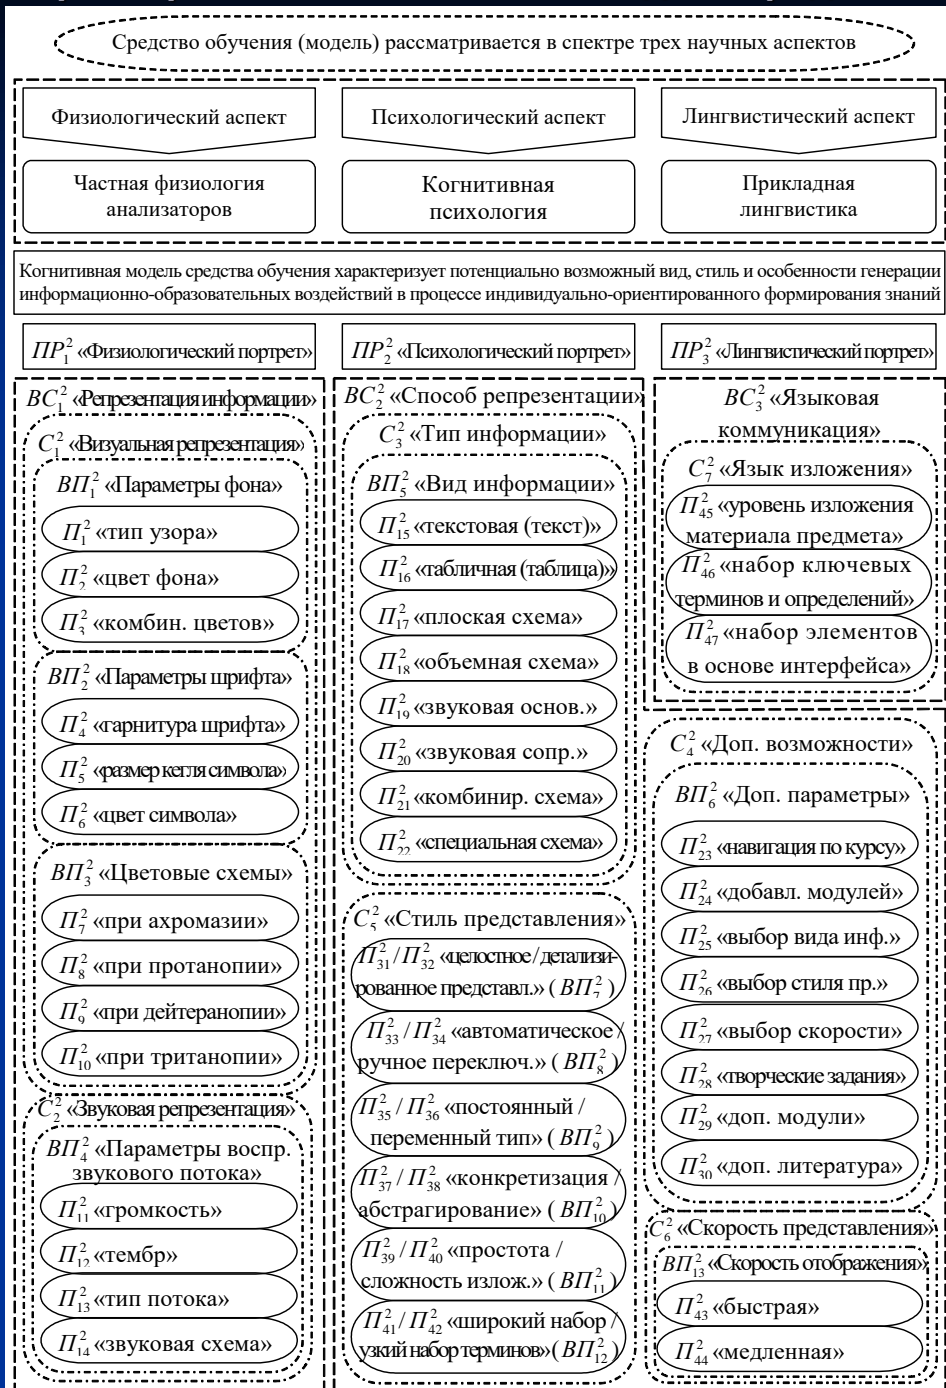 Средство обучения (модель) рассматривается в спектре трех научных аспектов
Физиологический аспект
Психологический аспект
Лингвистический аспект
Частная физиология
анализаторов
Когнитивная
психология
Прикладная
лингвистика
Когнитивная модель средства обучения характеризует потенциально возможный вид, стиль и особенности генерации
информационно-образовательных воздействий в процессе индивидуально-ориентированного формирования знаний
ПР₁² «Физиологический портрет»
ПР₂² «Психологический портрет»
ПР₃² «Лингвистический портрет»
ВС₁² «Репрезентация информации»
С₁² «Визуальная репрезентация»
ВП₁² «Параметры фона»
П₁² «тип узора»
П₂² «цвет фона»
П₃² «комбин. цветов»
ВП₂² «Параметры шрифта»
П₄² «гарнитура шрифта»
П₅² «размер кегля символа»
П₆² «цвет символа»
ВП₃² «Цветовые схемы»
П₇² «при ахромазии»
П₈² «при протанопии»
П₉² «при дейтеранопии»
П₁₀² «при тританопии»
С₂² «Звуковая репрезентация»
ВП₄² «Параметры воспр.
звукового потока»
П₁₁² «громкость»
П₁₂² «тембр»
П₁₃² «тип потока»
П₁₄² «звуковая схема»
ВС₂² «Способ репрезентации»
С₃² «Тип информации»
ВП₅² «Вид информации»
П₁₅² «текстовая (текст)»
П₁₆² «табличная (таблица)»
П₁₇² «плоская схема»
П₁₈² «объемная схема»
П₁₉² «звуковая основ.»
П₂₀² «звуковая сопр.»
П₂₁² «комбинир. схема»
П₂₂² «специальная схема»
С₅² «Стиль представления»
П₃₁² / П₃₂² «целостное / детализи-
рованное представл.» ( ВП₇² )
П₃₃² / П₃₄² «автоматическое /
ручное переключ.» ( ВП₈² )
П₃₅² / П₃₆² «постоянный /
переменный тип» ( ВП₉² )
П₃₇² / П₃₈² «конкретизация /
абстрагирование» ( ВП₁₀² )
П₃₉² / П₄₀² «простота /
сложность излож.» ( ВП₁₁² )
П₄₁² / П₄₂² «широкий набор /
узкий набор терминов» ( ВП₁₂² )
ВС₃² «Языковая
коммуникация»
С₇² «Язык изложения»
П₄₅² «уровень изложения
материала предмета»
П₄₆² «набор ключевых
терминов и определений»
П₄₇² «набор элементов
в основе интерфейса»
С₄² «Доп. возможности»
ВП₆² «Доп. параметры»
П₂₃² «навигация по курсу»
П₂₄² «добавл. модулей»
П₂₅² «выбор вида инф.»
П₂₆² «выбор стиля пр.»
П₂₇² «выбор скорости»
П₂₈² «творческие задания»
П₂₉² «доп. модули»
П₃₀² «доп. литература»
С₆² «Скорость представления»
ВП₁₃² «Скорость отображения»
П₄₃² «быстрая»
П₄₄² «медленная»